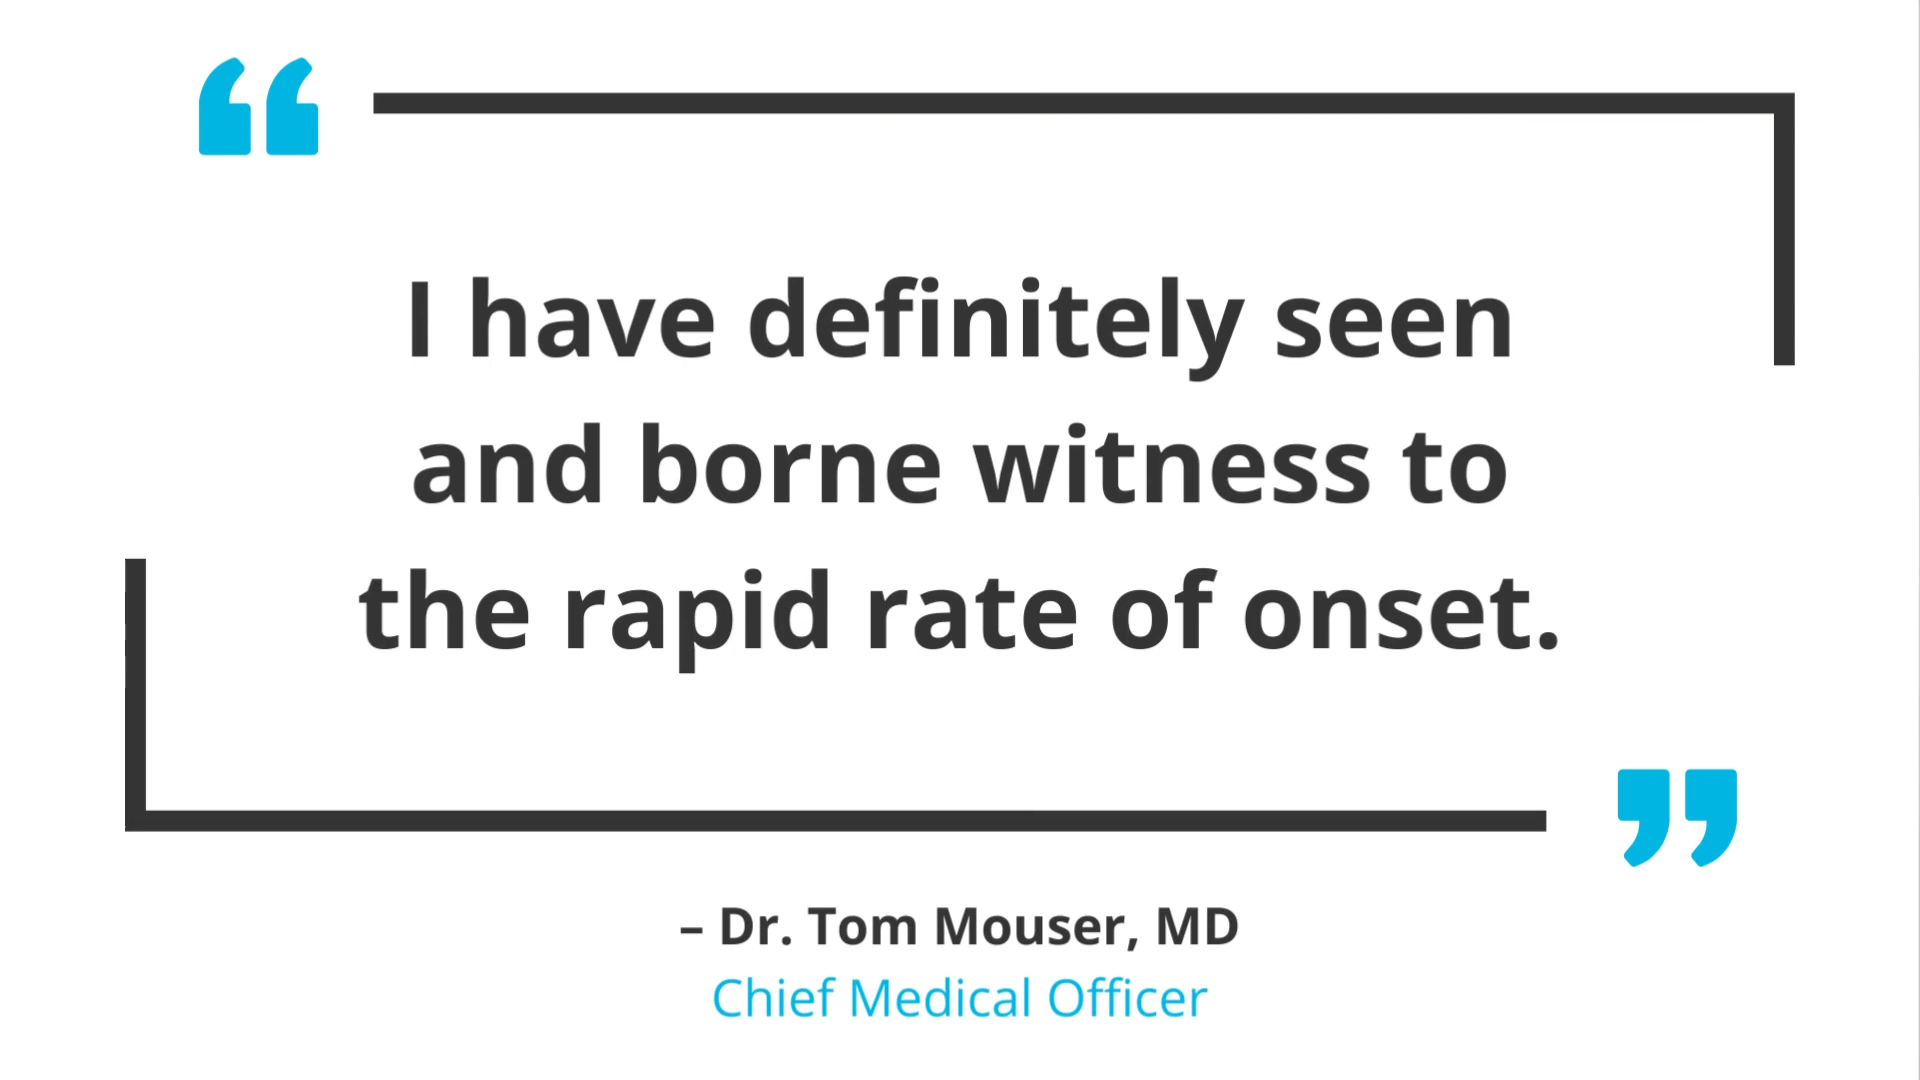 “
I have definitely seen
and borne witness to
the rapid rate of onset.
”
– Dr. Tom Mouser, MD
Chief Medical Officer